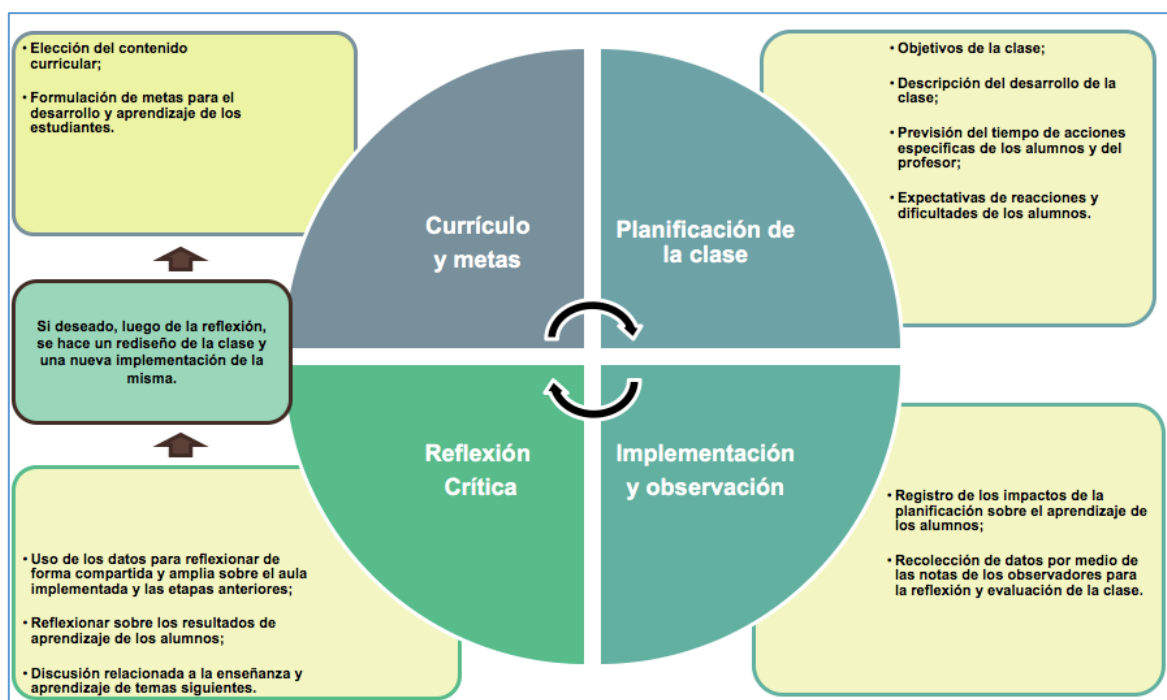 • Elección del contenido
curricular;
• Formulación de metas para el
desarrollo y aprendizaje de los
estudiantes.
Currículo
y metas
Planificación de
la clase
• Objetivos de la clase;
• Descripción del desarrollo de la
clase;
• Previsión del tiempo de acciones
especificas de los alumnos y del
profesor;
• Expectativas de reacciones y
dificultades de los alumnos.
Si deseado, luego de la reflexión,
se hace un rediseño de la clase y
una nueva implementación de la
misma.
Reflexión
Crítica
Implementación
y observación
• Uso de los datos para reflexionar de
forma compartida y amplia sobre el aula
implementada y las etapas anteriores;
• Reflexionar sobre los resultados de
aprendizaje de los alumnos;
• Discusión relacionada a la enseñanza y
aprendizaje de temas siguientes.
• Registro de los impactos de la
planificación sobre el aprendizaje de
los alumnos;
• Recolección de datos por medio de
las notas de los observadores para
la reflexión y evaluación de la clase.